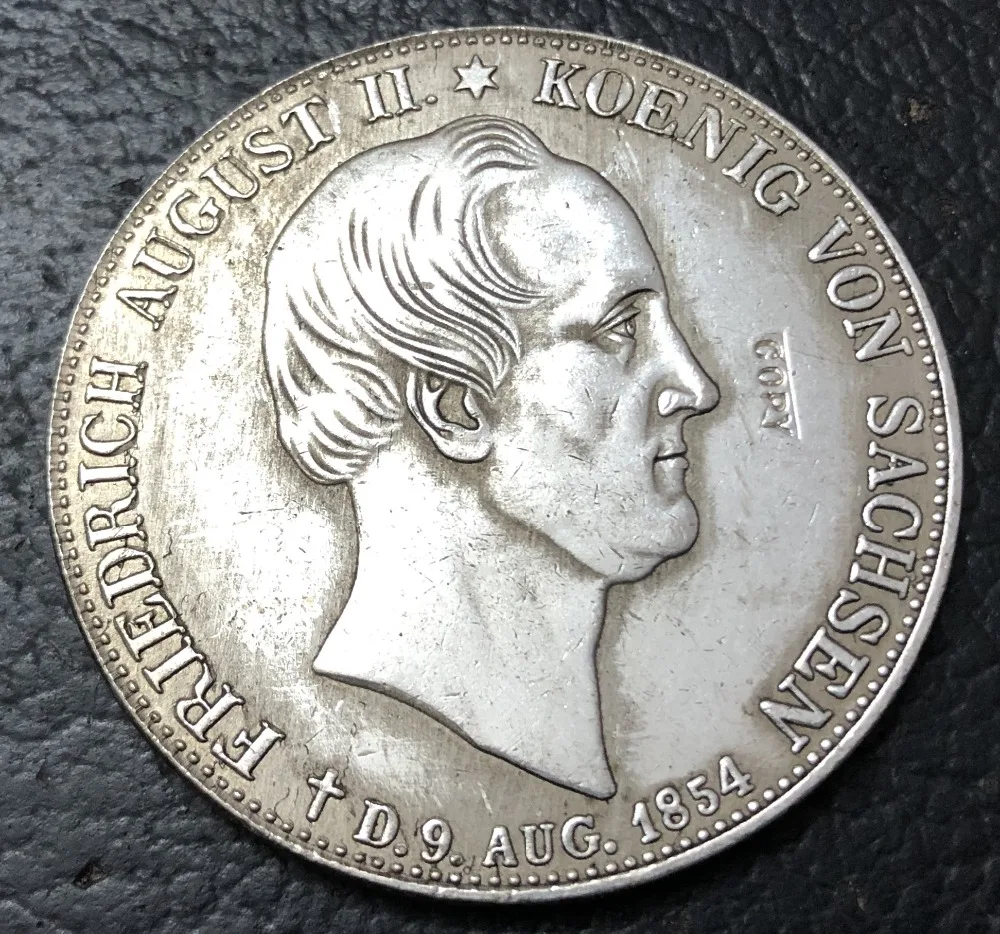 FRIEDRICH AUGUST II. ✶ KOENIG VON SACHSEN
† D. 9. AUG. 1854
COPY